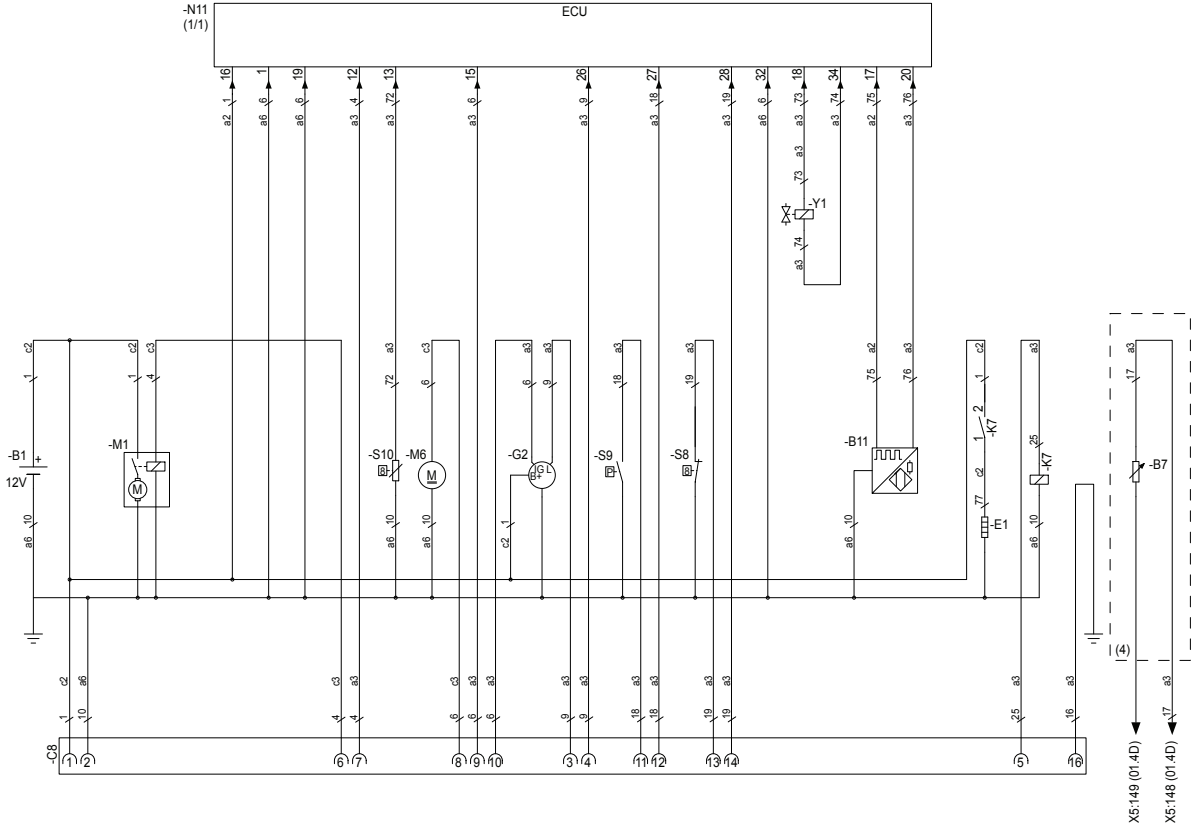 -N11 ECU
(1/1)
16 1 19 12 13 15 26 27 28 32 18 34 17 20
1 6 6 4 72 6 9 18 19 6 73 74 75 76
a2 a6 a6 a3 a3 a3 a3 a3 a3 a6 a3 a3 a2 a3
a3
73
-Y1
74
a3
c2 c2 c3 a3 c3 a3 a3 a3 a3 a2 a3 c2 a3 a3
1 1 4 72 6 6 9 18 19 75 76 1 17
2
1 -K7
25
-B1 + -M1 -S10 -M6 -G2 -S9 -S8 -B11 c2 -K7 -B7
12V M 8 M IG L B+ P 8
77
-E1
10 10 10 1 10 10
a6 a6 a6 c2 a6 a6
(4)
c2 a6 c3 a3 c3 a3 a3 a3 a3 a3 a3 a3 a3 a3 a3 a3
1 10 4 4 6 6 6 9 9 18 18 19 19 25 16 17
-C8
1 2 6 7 8 9 10 3 4 11 12 13 14 5 16
X5:149 (01.4D)
X5:148 (01.4D)